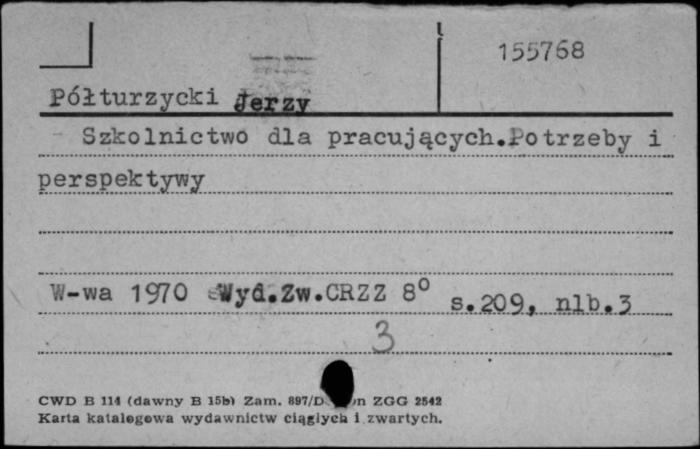 155768
Półturzycki Jerzy
Szkolnictwo dla pracujących.Potrzeby i
perspektywy
W-wa 1970 Wyd.Zw.CRZZ 8° s.209, nlb.3
3
CWD B 114 (dawny B 15b) Zam. 897/D n ZGG 2542
Karta katalogowa wydawnictw ciągłych i zwartych.